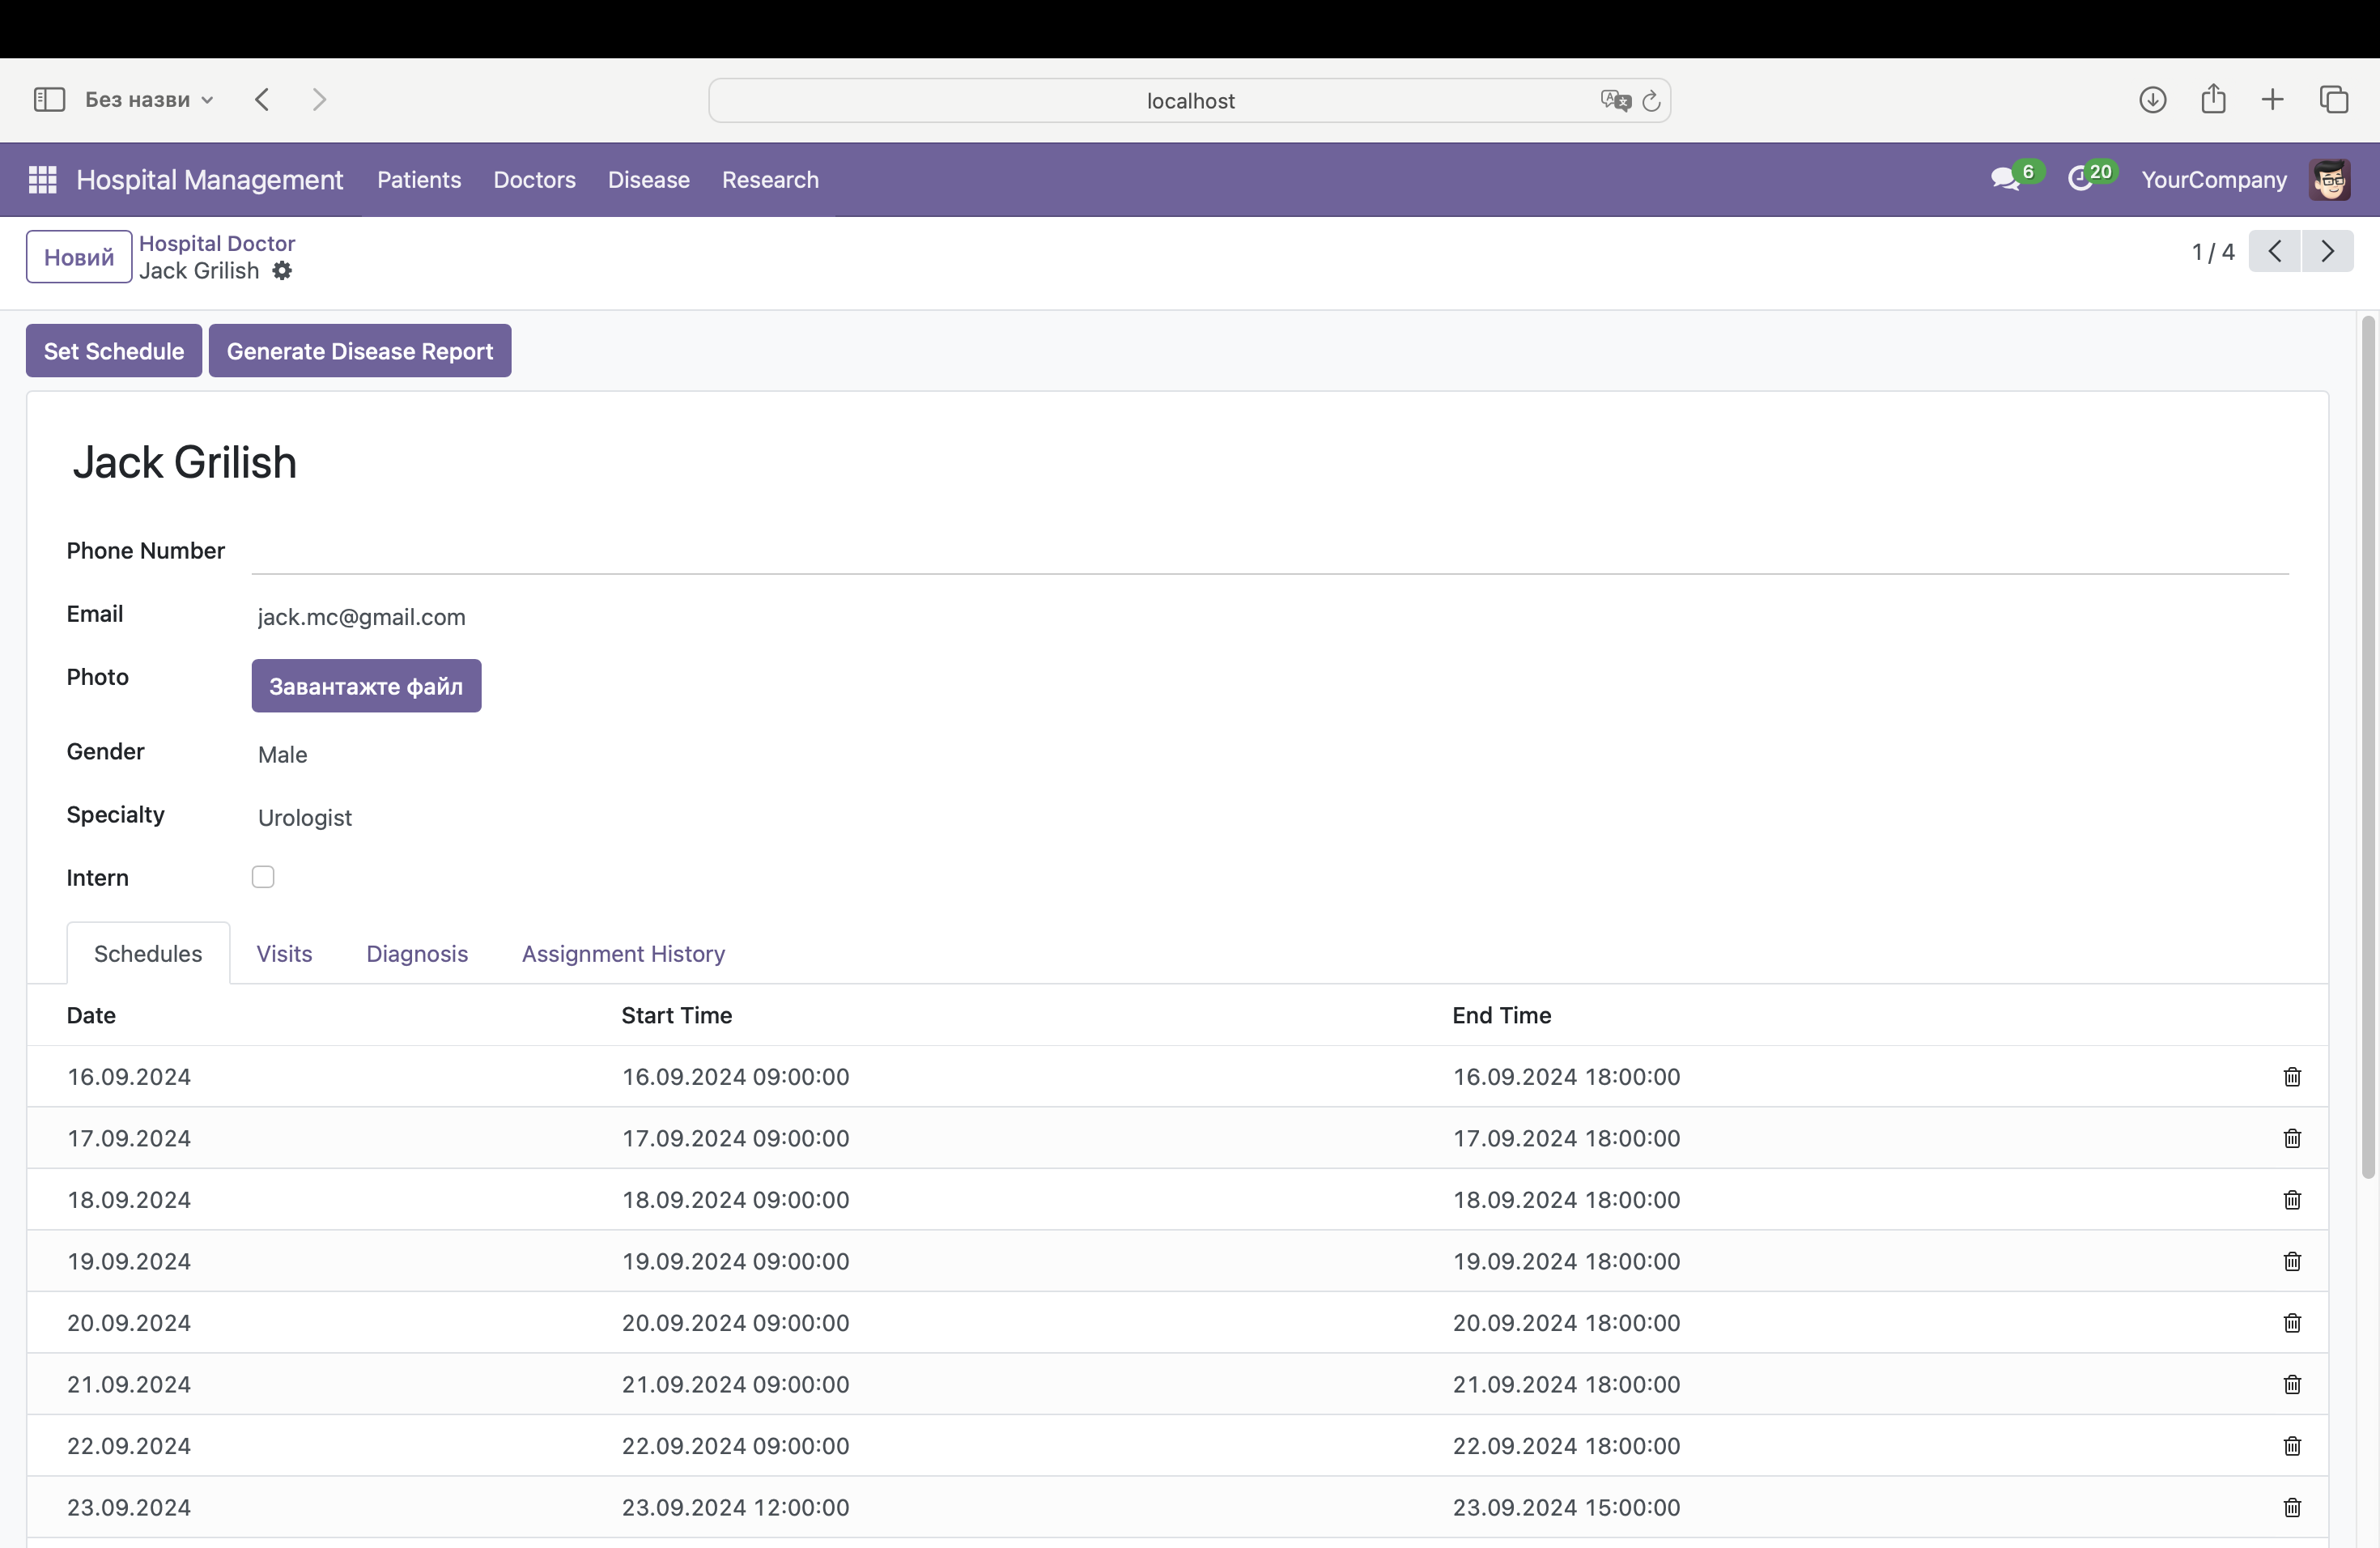 Без назви
localhost
Hospital Management Patients Doctors Disease Research 6 20 YourCompany
Новий
Hospital Doctor
Jack Grilish
1 / 4
Set Schedule Generate Disease Report
Jack Grilish
Phone Number
Email jack.mc@gmail.com
Photo Завантажте файл
Gender Male
Specialty Urologist
Intern
Schedules Visits Diagnosis Assignment History
Date Start Time End Time
16.09.2024 16.09.2024 09:00:00 16.09.2024 18:00:00
17.09.2024 17.09.2024 09:00:00 17.09.2024 18:00:00
18.09.2024 18.09.2024 09:00:00 18.09.2024 18:00:00
19.09.2024 19.09.2024 09:00:00 19.09.2024 18:00:00
20.09.2024 20.09.2024 09:00:00 20.09.2024 18:00:00
21.09.2024 21.09.2024 09:00:00 21.09.2024 18:00:00
22.09.2024 22.09.2024 09:00:00 22.09.2024 18:00:00
23.09.2024 23.09.2024 12:00:00 23.09.2024 15:00:00